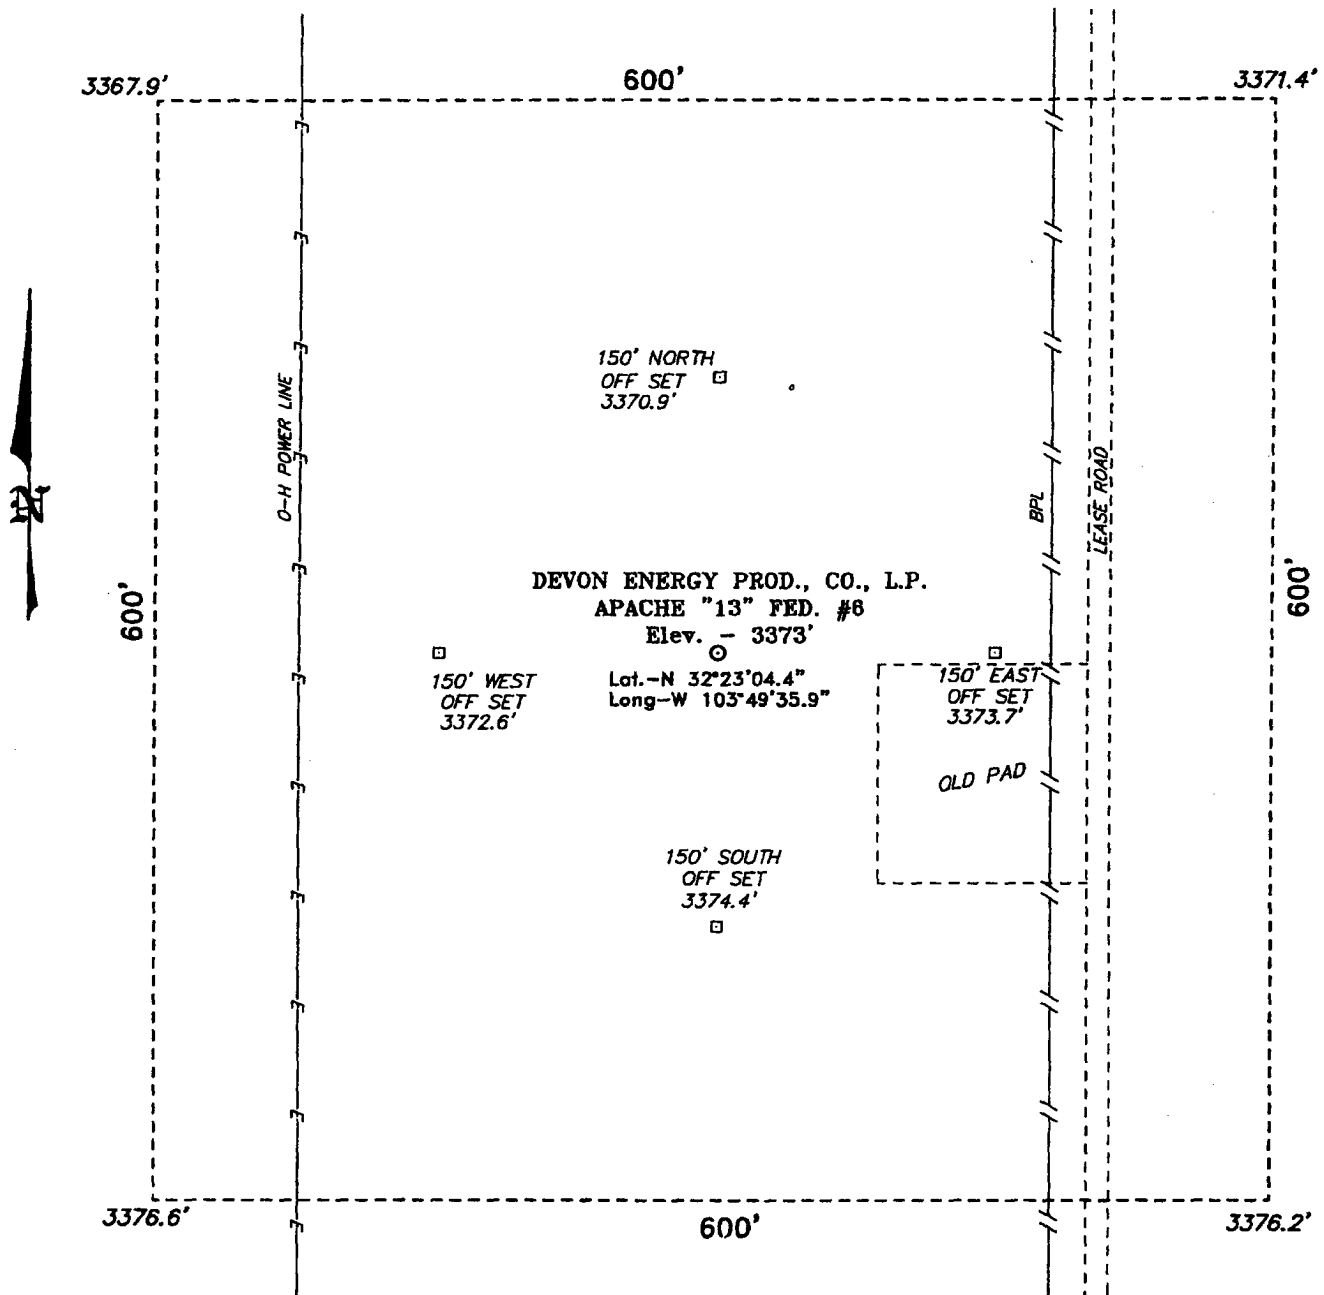 3367.9'
600'
3371.4'
150' NORTH
OFF SET
3370.9'
O-H POWER LINE
BPL
LEASE ROAD
N
600'
600'
DEVON ENERGY PROD., CO., L.P.
APACHE "13" FED. #6
Elev. - 3373'
Lat.-N 32°23'04.4"
Long-W 103°49'35.9"
150' WEST
OFF SET
3372.6'
150' EAST
OFF SET
3373.7'
OLD PAD
150' SOUTH
OFF SET
3374.4'
3376.6'
600'
3376.2'